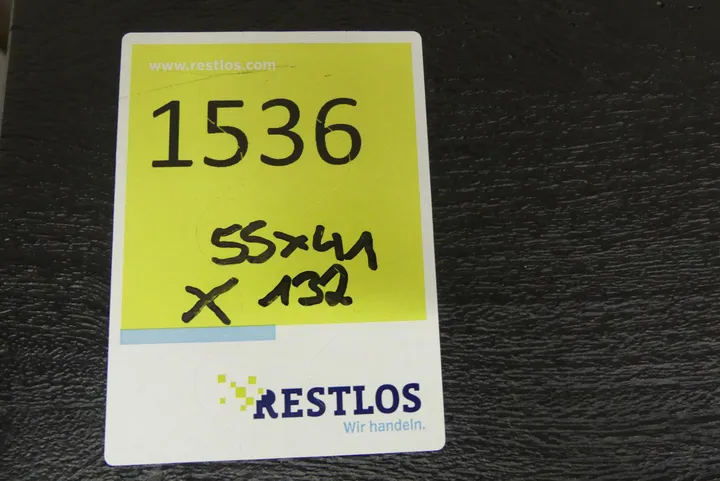 www.restlos.com
1536
55x41
x 132
RESTLOS
Wir handeln.